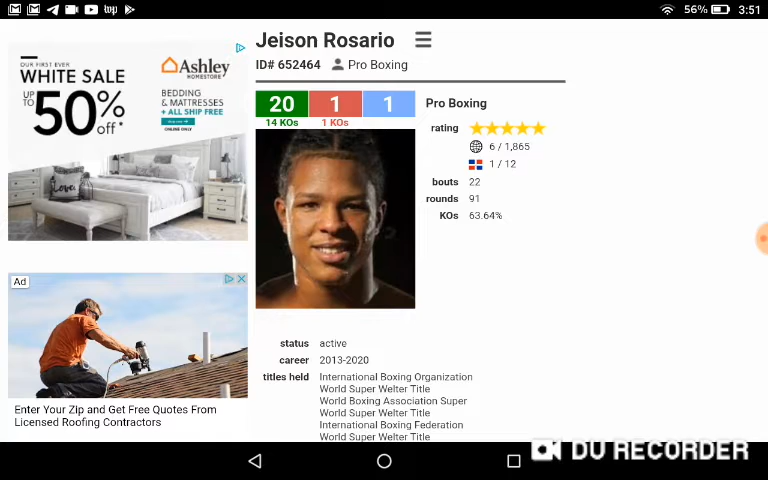 56% 3:51
OUR FIRST EVER
WHITE SALE
UP TO 50% off*
Ashley
HOMESTORE
BEDDING
& MATTRESSES
+ ALL SHIP FREE
ONLINE ONLY
Love
Ad
Enter Your Zip and Get Free Quotes From
Licensed Roofing Contractors
Jeison Rosario
ID# 652464 Pro Boxing
20 1 1
14 KOs 1 KOs
Pro Boxing
rating
6 / 1,865
1 / 12
bouts 22
rounds 91
KOs 63.64%
status active
career 2013-2020
titles held International Boxing Organization
World Super Welter Title
World Boxing Association Super
World Super Welter Title
International Boxing Federation
World Super Welter Title
DU RECORDER